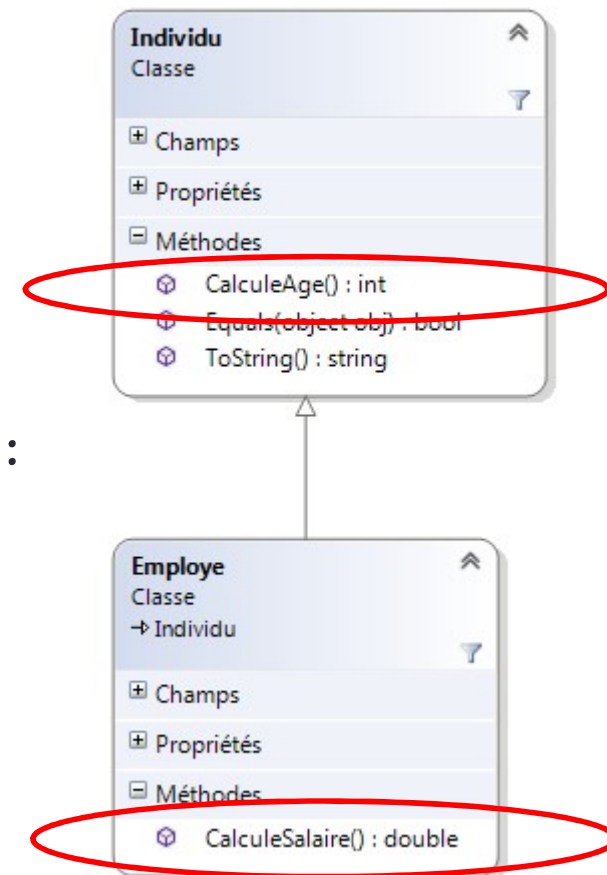 Individu
Classe
Champs
Propriétés
Méthodes
CalculeAge() : int
Equals(object obj) : bool
ToString() : string
:
Employe
Classe
Individu
Champs
Propriétés
Méthodes
CalculeSalaire() : double